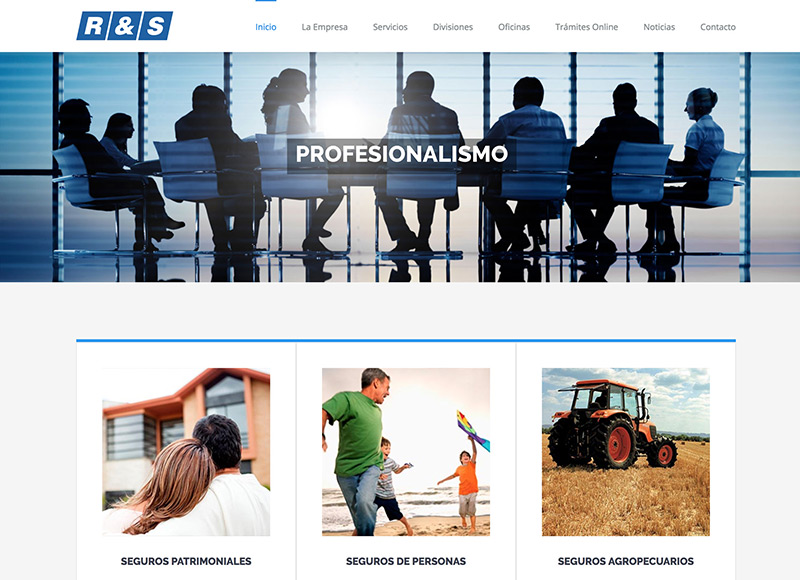 R&S
Inicio La Empresa Servicios Divisiones Oficinas Trámites Online Noticias Contacto
PROFESIONALISMO
SEGUROS PATRIMONIALES
SEGUROS DE PERSONAS
SEGUROS AGROPECUARIOS